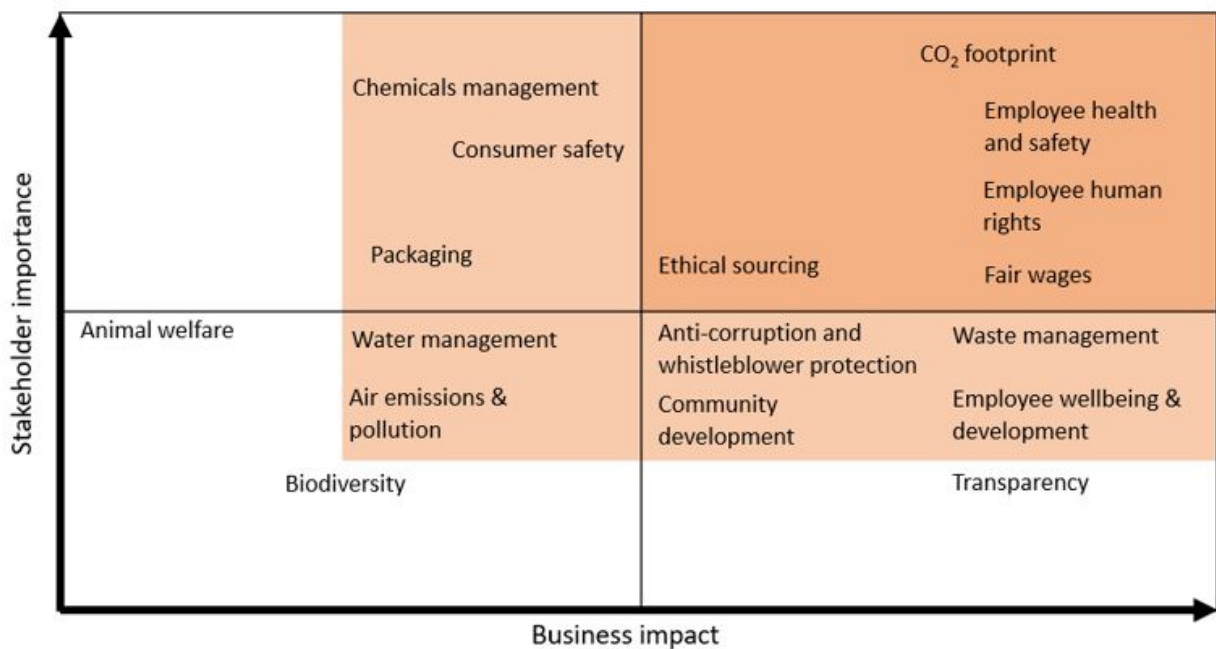 CO₂ footprint
Chemicals management
Employee health
and safety
Consumer safety
Employee human
rights
Packaging
Ethical sourcing
Fair wages
Stakeholder importance
Animal welfare
Water management
Anti-corruption and
whistleblower protection
Waste management
Air emissions &
pollution
Community
development
Employee wellbeing &
development
Biodiversity
Transparency
Business impact